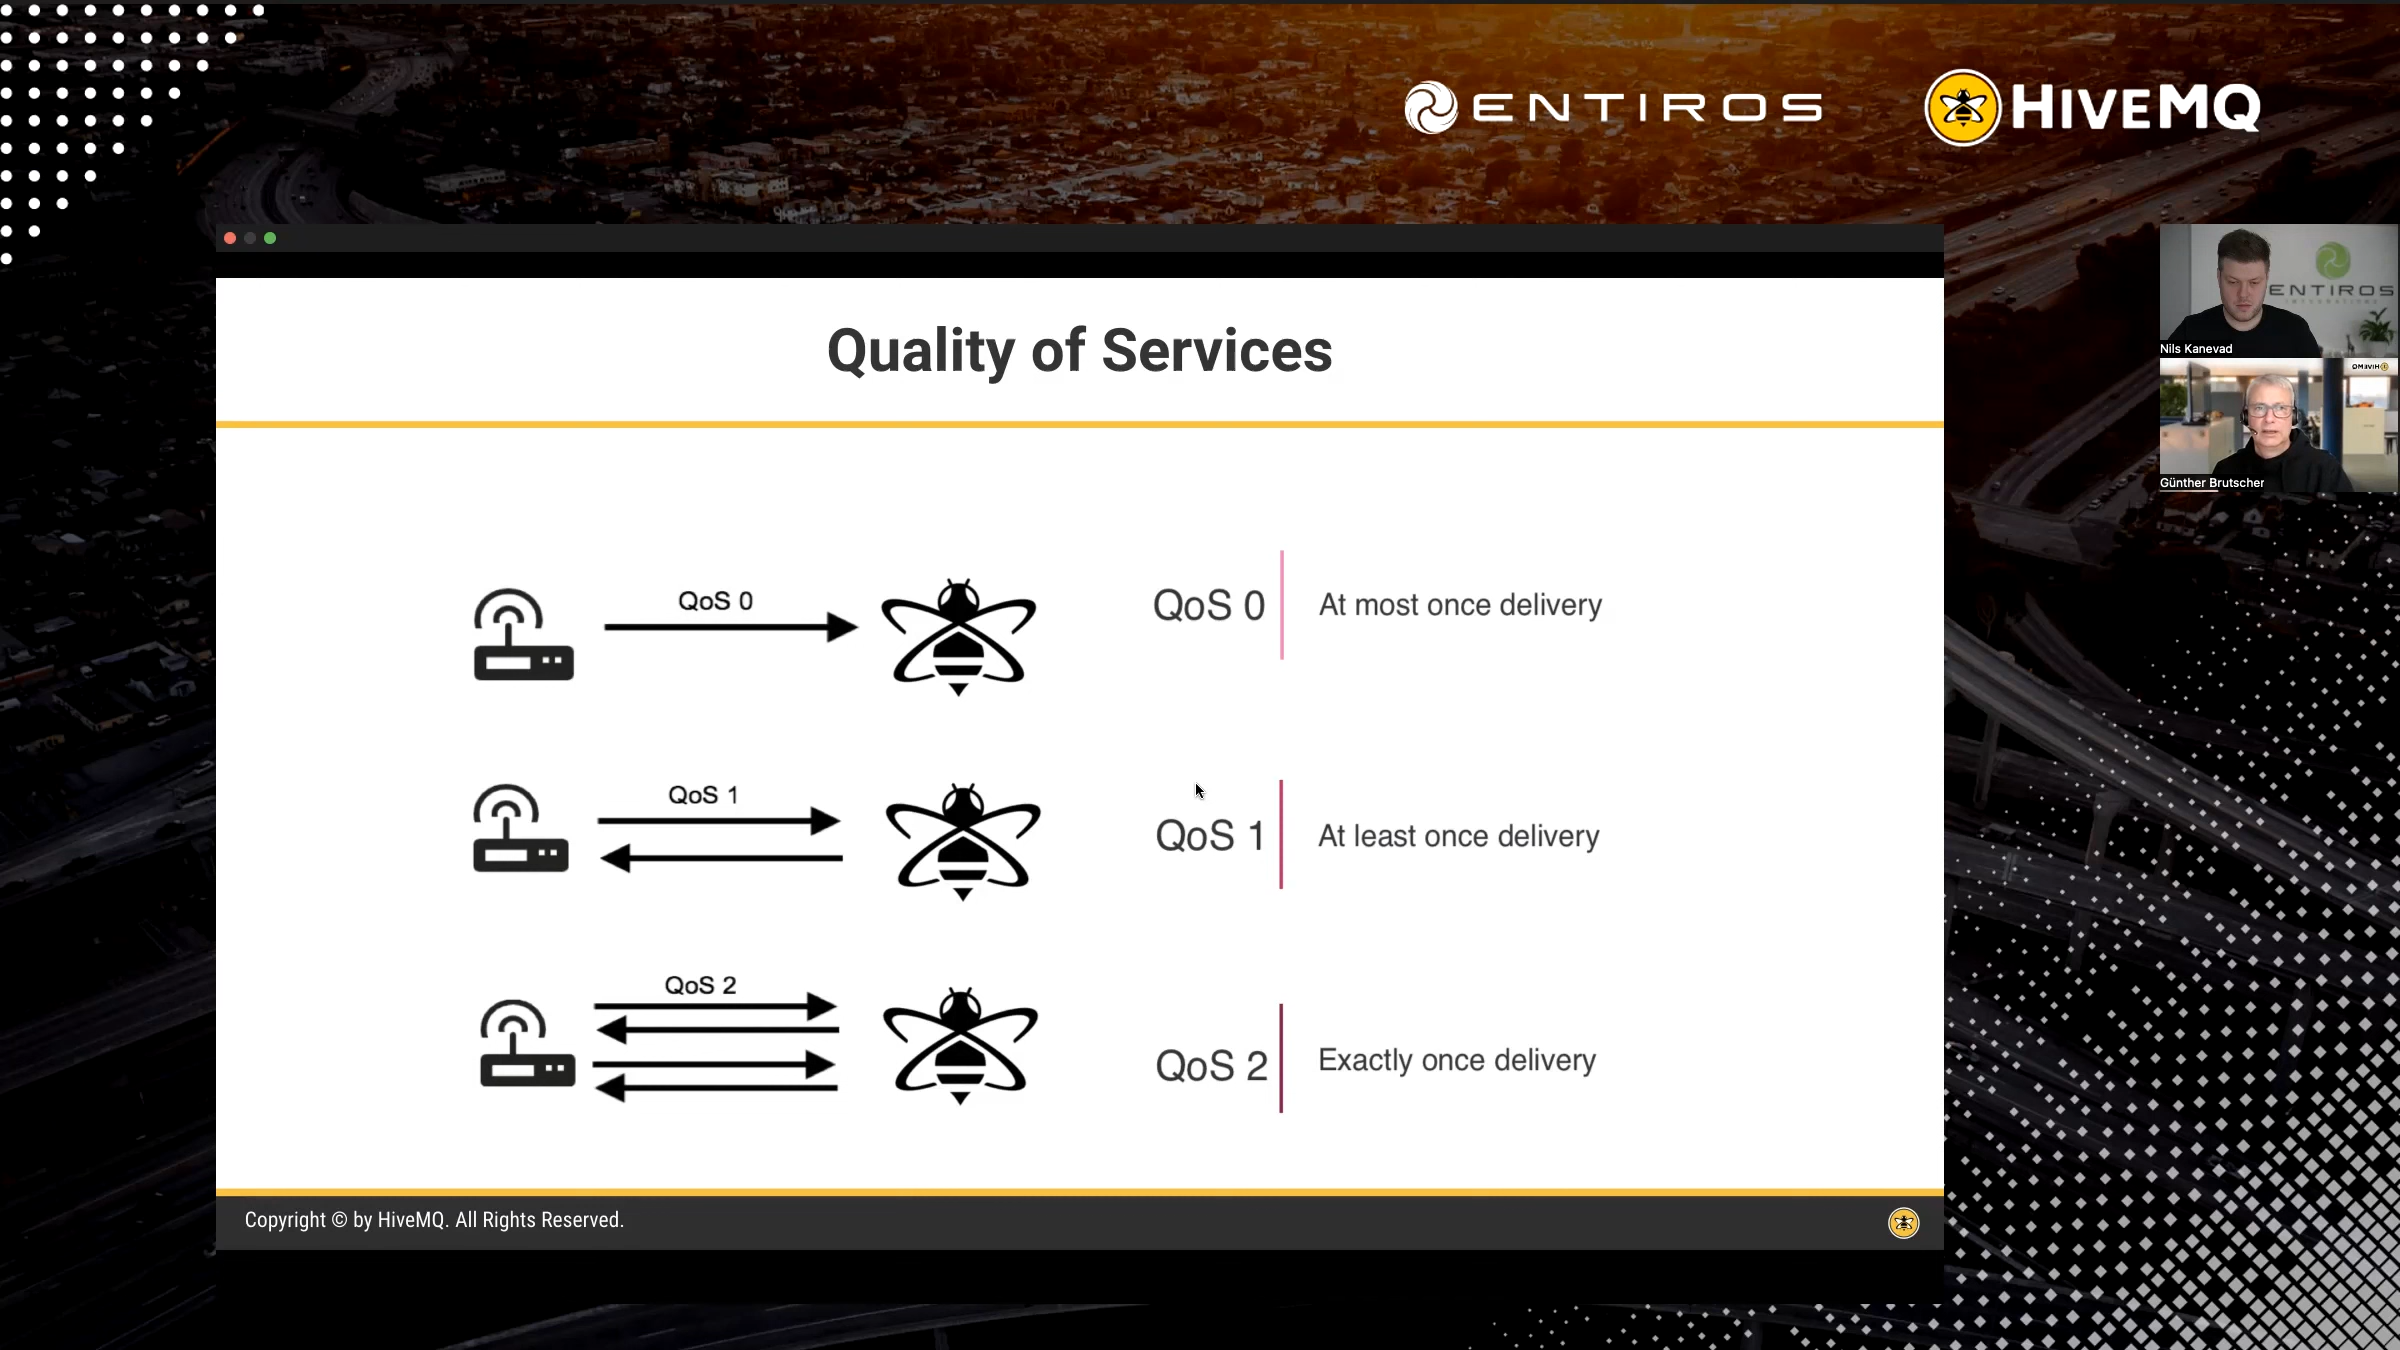 ENTIROS
HIVEMQ
Quality of Services
ENTIROS
Nils Kanevad
HIVEMQ
Günther Brutscher
QoS 0
QoS 0
At most once delivery
QoS 1
QoS 1
At least once delivery
QoS 2
QoS 2
Exactly once delivery
Copyright © by HiveMQ. All Rights Reserved.